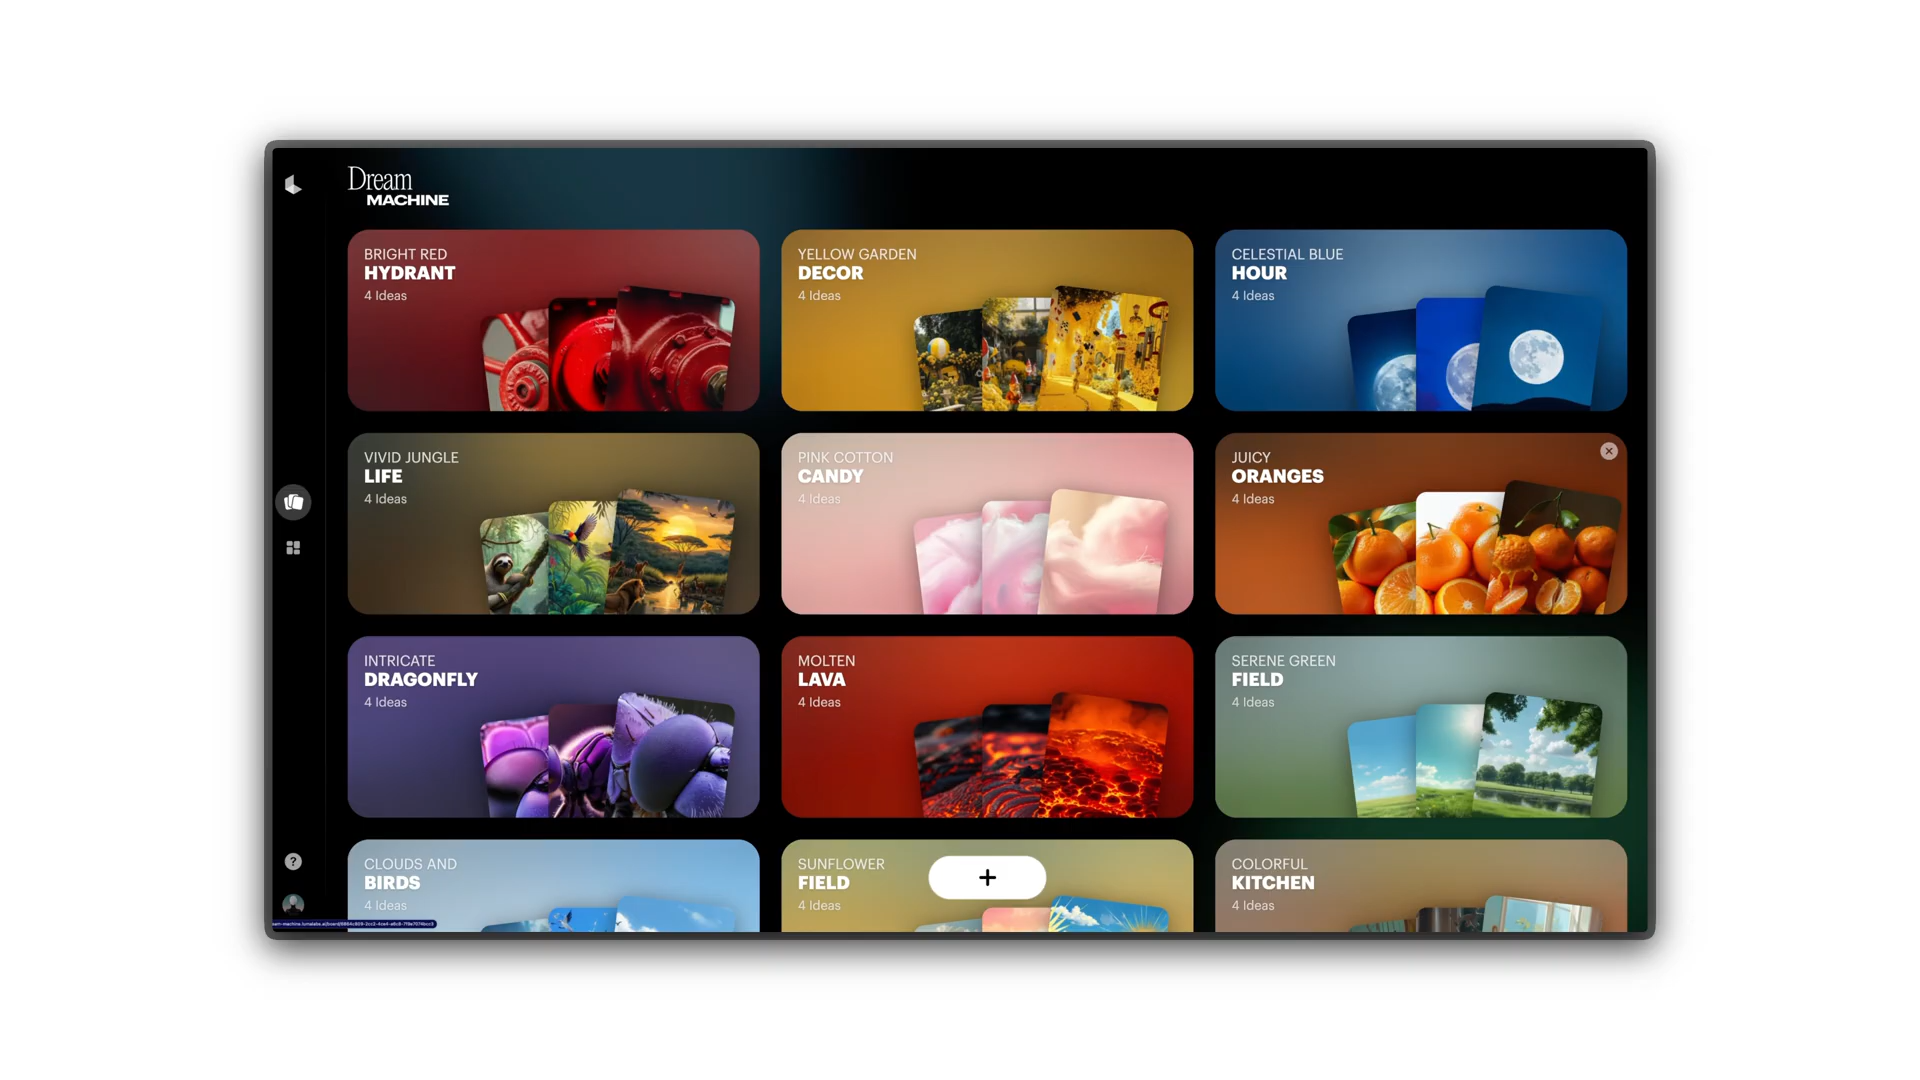 Dream
MACHINE
BRIGHT RED
HYDRANT
4 Ideas
YELLOW GARDEN
DECOR
4 Ideas
CELESTIAL BLUE
HOUR
4 Ideas
VIVID JUNGLE
LIFE
4 Ideas
PINK COTTON
CANDY
4 Ideas
JUICY
ORANGES
4 Ideas
INTRICATE
DRAGONFLY
4 Ideas
MOLTEN
LAVA
4 Ideas
SERENE GREEN
FIELD
4 Ideas
CLOUDS AND
BIRDS
4 Ideas
SUNFLOWER
FIELD
4 Ideas
COLORFUL
KITCHEN
4 Ideas